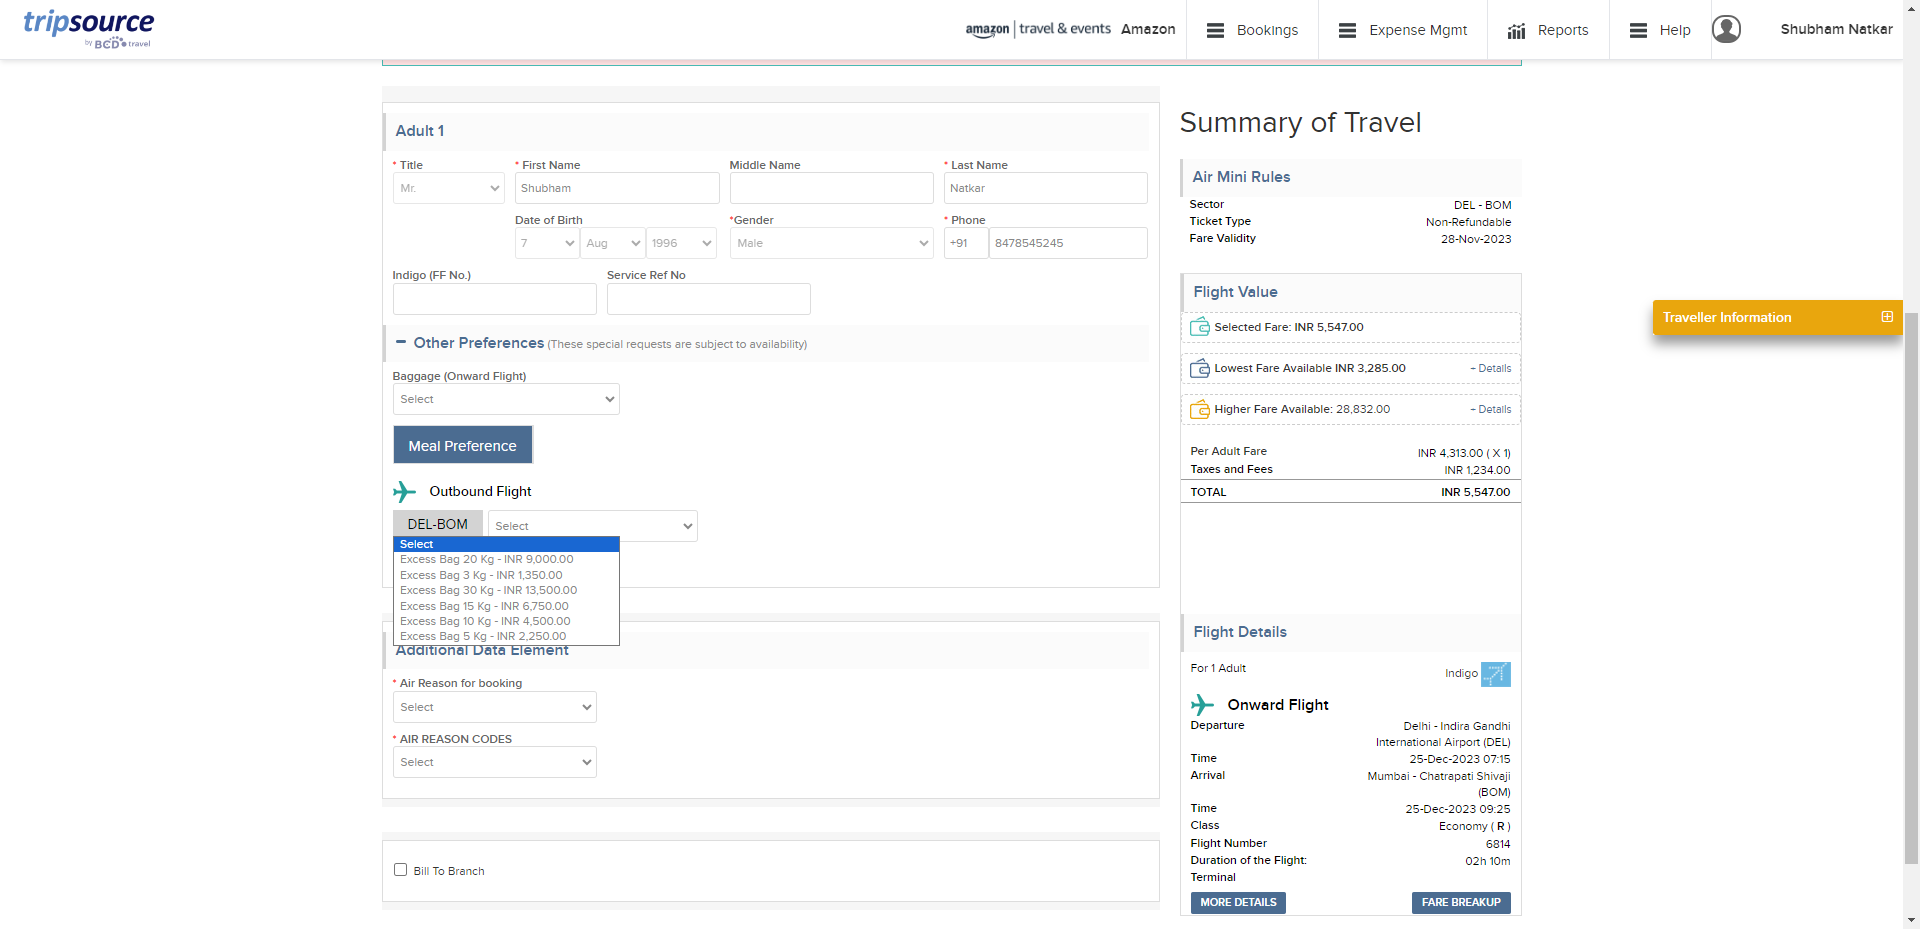 tripsource
by BCD travel
amazon | travel & events Amazon
Bookings
Expense Mgmt
Reports
Help
Shubham Natkar
Adult 1
* Title
* First Name
Middle Name
* Last Name
Mr.
Shubham
Natkar
Date of Birth
*Gender
* Phone
7
Aug
1996
Male
+91
8478545245
Indigo (FF No.)
Service Ref No
Other Preferences (These special requests are subject to availability)
Baggage (Onward Flight)
Select
Meal Preference
Outbound Flight
DEL-BOM
Select
Select
Excess Bag 20 Kg - INR 9,000.00
Excess Bag 3 Kg - INR 1,350.00
Excess Bag 30 Kg - INR 13,500.00
Excess Bag 15 Kg - INR 6,750.00
Excess Bag 10 Kg - INR 4,500.00
Excess Bag 5 Kg - INR 2,250.00
Additional Data Element
* Air Reason for booking
Select
* AIR REASON CODES
Select
Bill To Branch
Summary of Travel
Air Mini Rules
Sector DEL - BOM
Ticket Type Non-Refundable
Fare Validity 28-Nov-2023
Flight Value
Selected Fare: INR 5,547.00
Lowest Fare Available INR 3,285.00 + Details
Higher Fare Available: 28,832.00 + Details
Per Adult Fare INR 4,313.00 ( X 1)
Taxes and Fees INR 1,234.00
TOTAL INR 5,547.00
Flight Details
For 1 Adult Indigo
Onward Flight
Departure Delhi - Indira Gandhi
International Airport (DEL)
Time 25-Dec-2023 07:15
Arrival Mumbai - Chatrapati Shivaji
(BOM)
Time 25-Dec-2023 09:25
Class Economy ( R )
Flight Number 6814
Duration of the Flight: 02h 10m
Terminal
MORE DETAILS FARE BREAKUP
Traveller Information